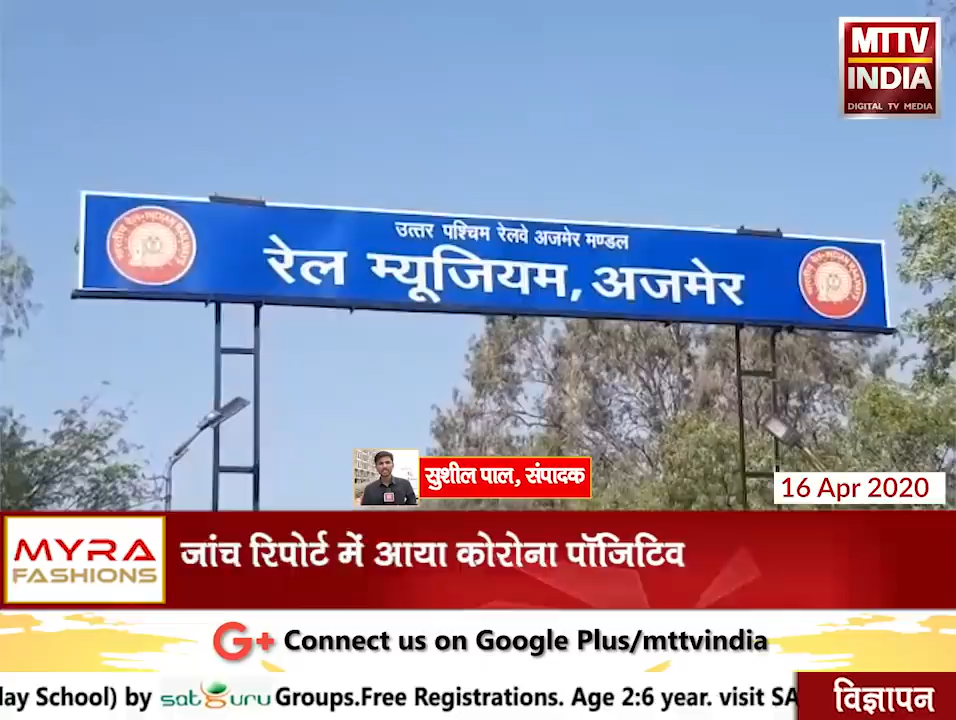 MTTV
INDIA
DIGITAL TV MEDIA
उत्तर पश्चिम रेलवे अजमेर मण्डल
रेल म्यूजियम, अजमेर
सुशील पाल, संपादक
16 Apr 2020
MYRA
FASHIONS
जांच रिपोर्ट में आया कोरोना पॉजिटिव
G+ Connect us on Google Plus/mttvindia
lay School) by satguru Groups.Free Registrations. Age 2:6 year. visit SA
विज्ञापन